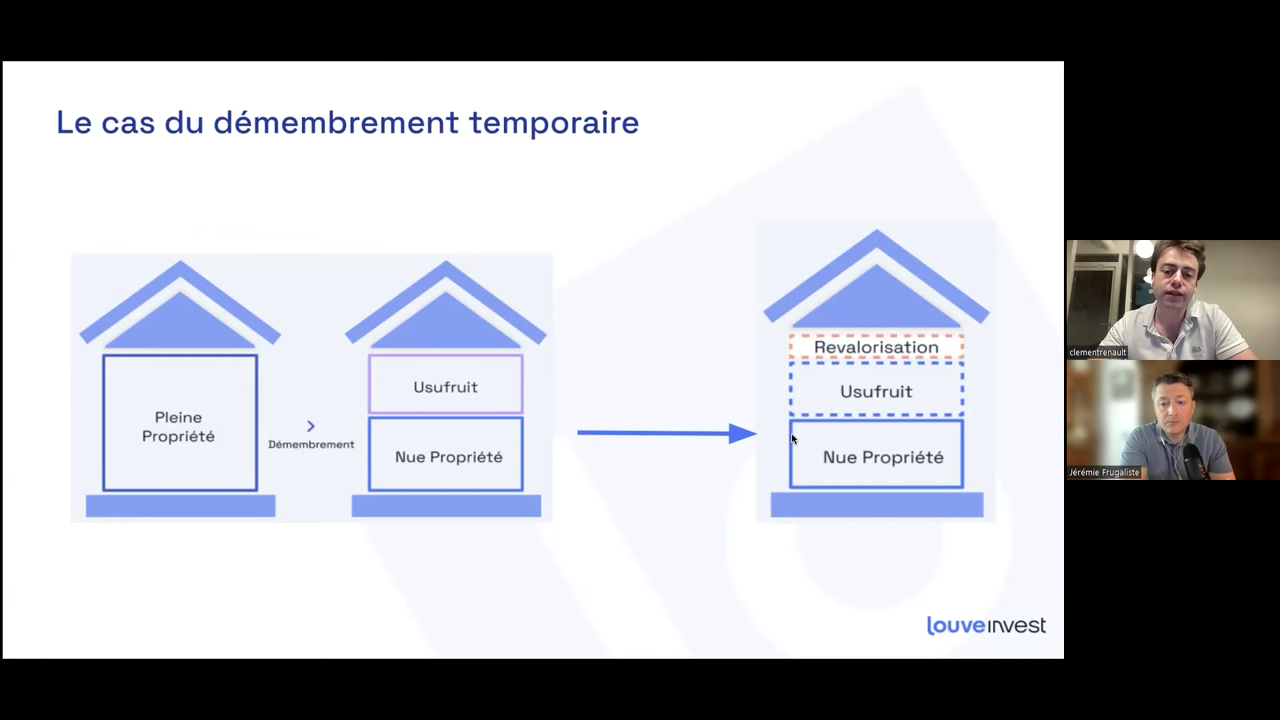 Le cas du démembrement temporaire
Pleine
Propriété
Démembrement
Usufruit
Nue Propriété
Revalorisation
Usufruit
Nue Propriété
louveinvest
clementrenault
Jérémie Frugaliste